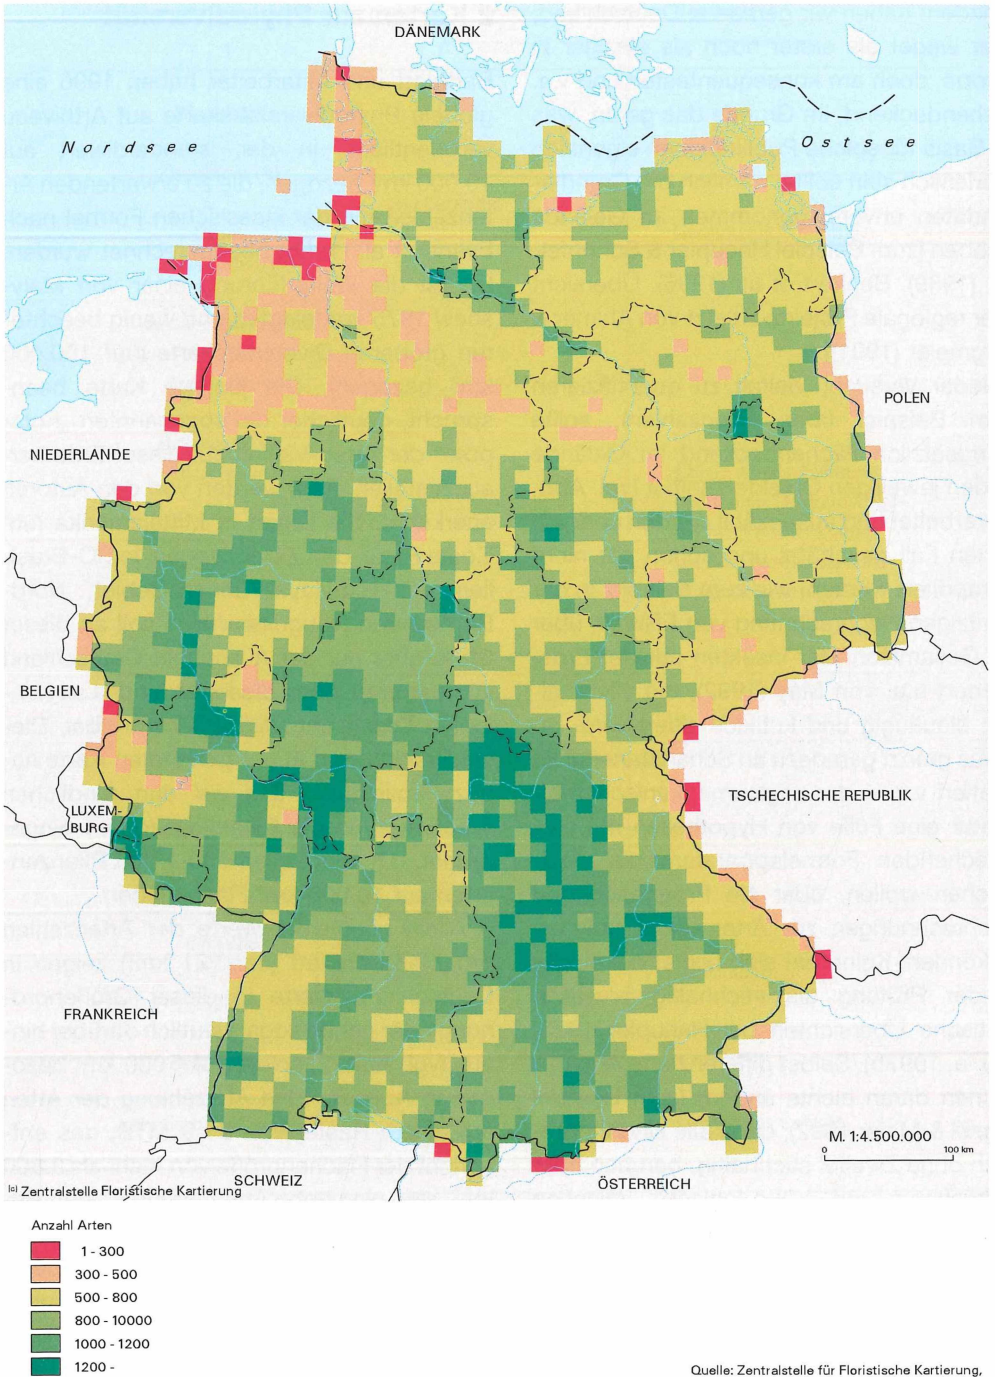 DÄNEMARK
Nordsee
Ostsee
POLEN
NIEDERLANDE
BELGIEN
LUXEM-
BURG
TSCHECHISCHE REPUBLIK
FRANKREICH
M. 1:4.500.000
0 100 km
SCHWEIZ
ÖSTERREICH
(c) Zentralstelle Floristische Kartierung
Anzahl Arten
1 - 300
300 - 500
500 - 800
800 - 10000
1000 - 1200
1200 -
Quelle: Zentralstelle für Floristische Kartierung,